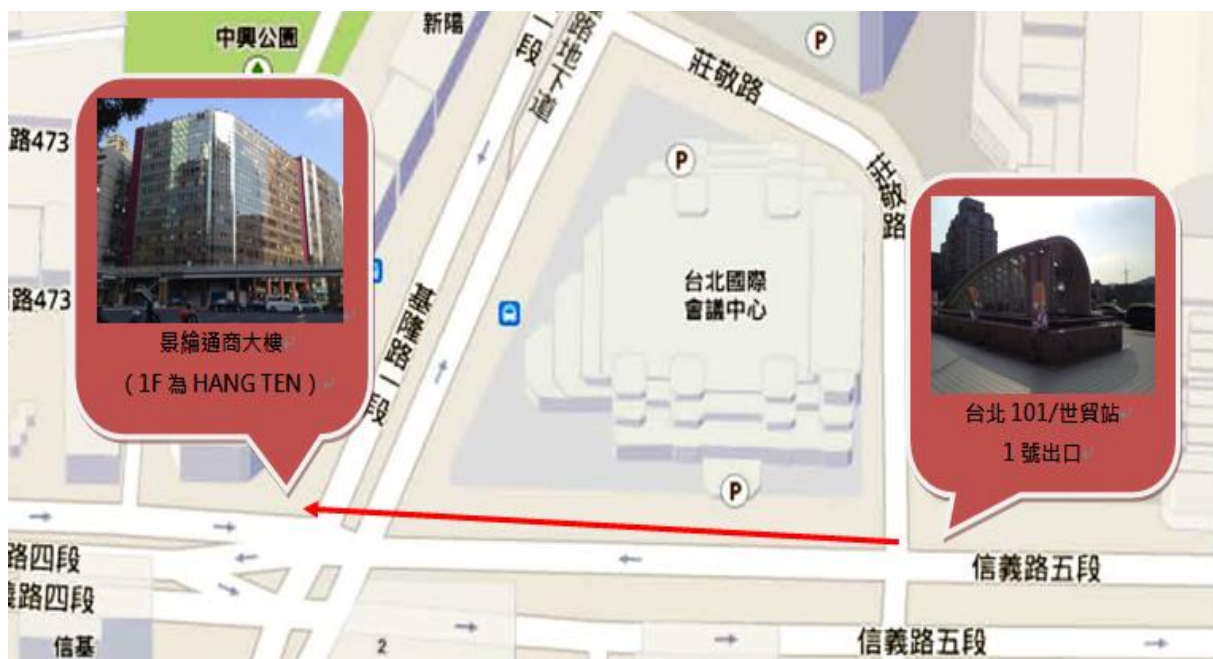 中興公園
新陽
一段
路地下道
莊敬路
P
路473
P
莊敬路
路473
台北國際
會議中心
基隆路一段
景綸通商大樓
（1F 為 HANG TEN）
台北 101/世貿站
1 號出口
P
路四段
信義路五段
義路四段
信義路五段
信基
2